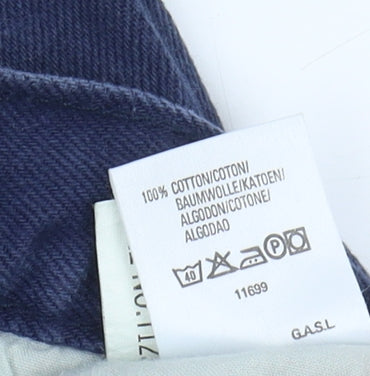 100% COTTON/COTON/
BAUMWOLLE/KATOEN/
ALGODON/COTONE/
ALGODAO
40
P
11699
G.A.S.L